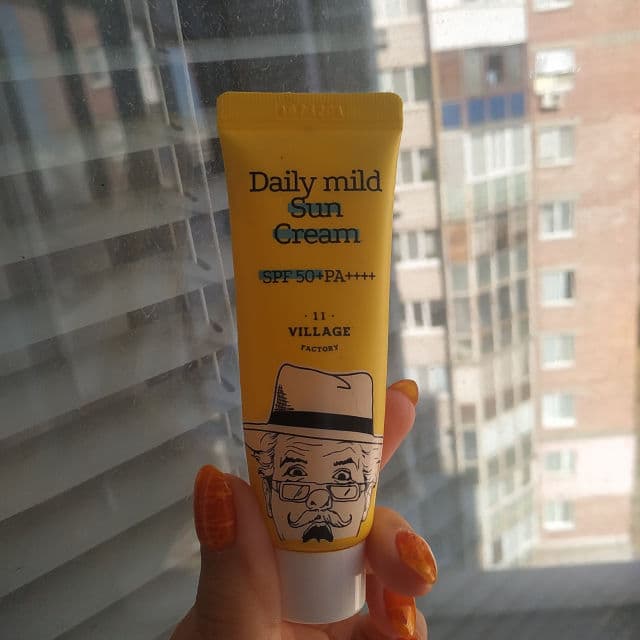 Daily mild
Sun
Cream
SPF 50+PA++++
· 11 ·
VILLAGE
FACTORY